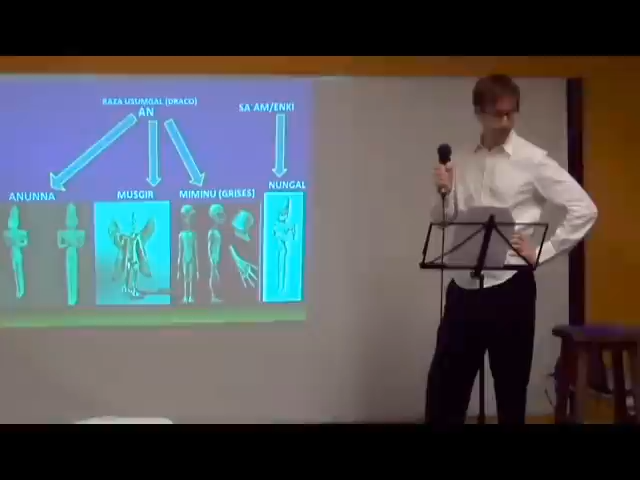 RAZA USUMGAL (DRACO)
AN
SA'AM/ENKI
ANUNNA
MUSGIR
MIMINU (GRISES)
NUNGAL